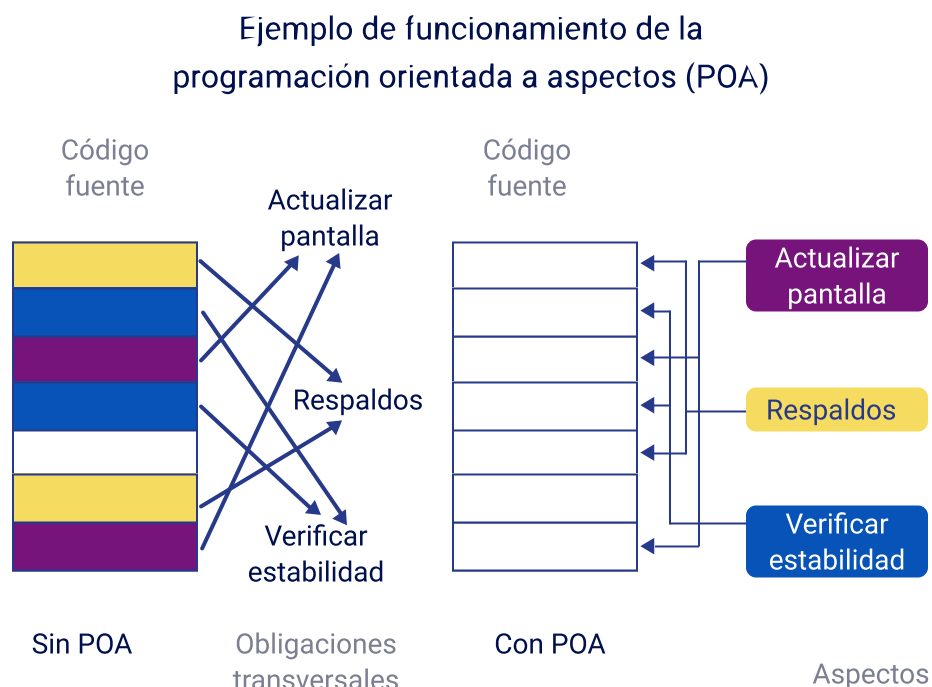 Ejemplo de funcionamiento de la
programación orientada a aspectos (POA)
Código
fuente
Actualizar
pantalla
Respaldos
Verificar
estabilidad
Sin POA
Obligaciones
transversales
Código
fuente
Actualizar
pantalla
Respaldos
Verificar
estabilidad
Con POA
Aspectos